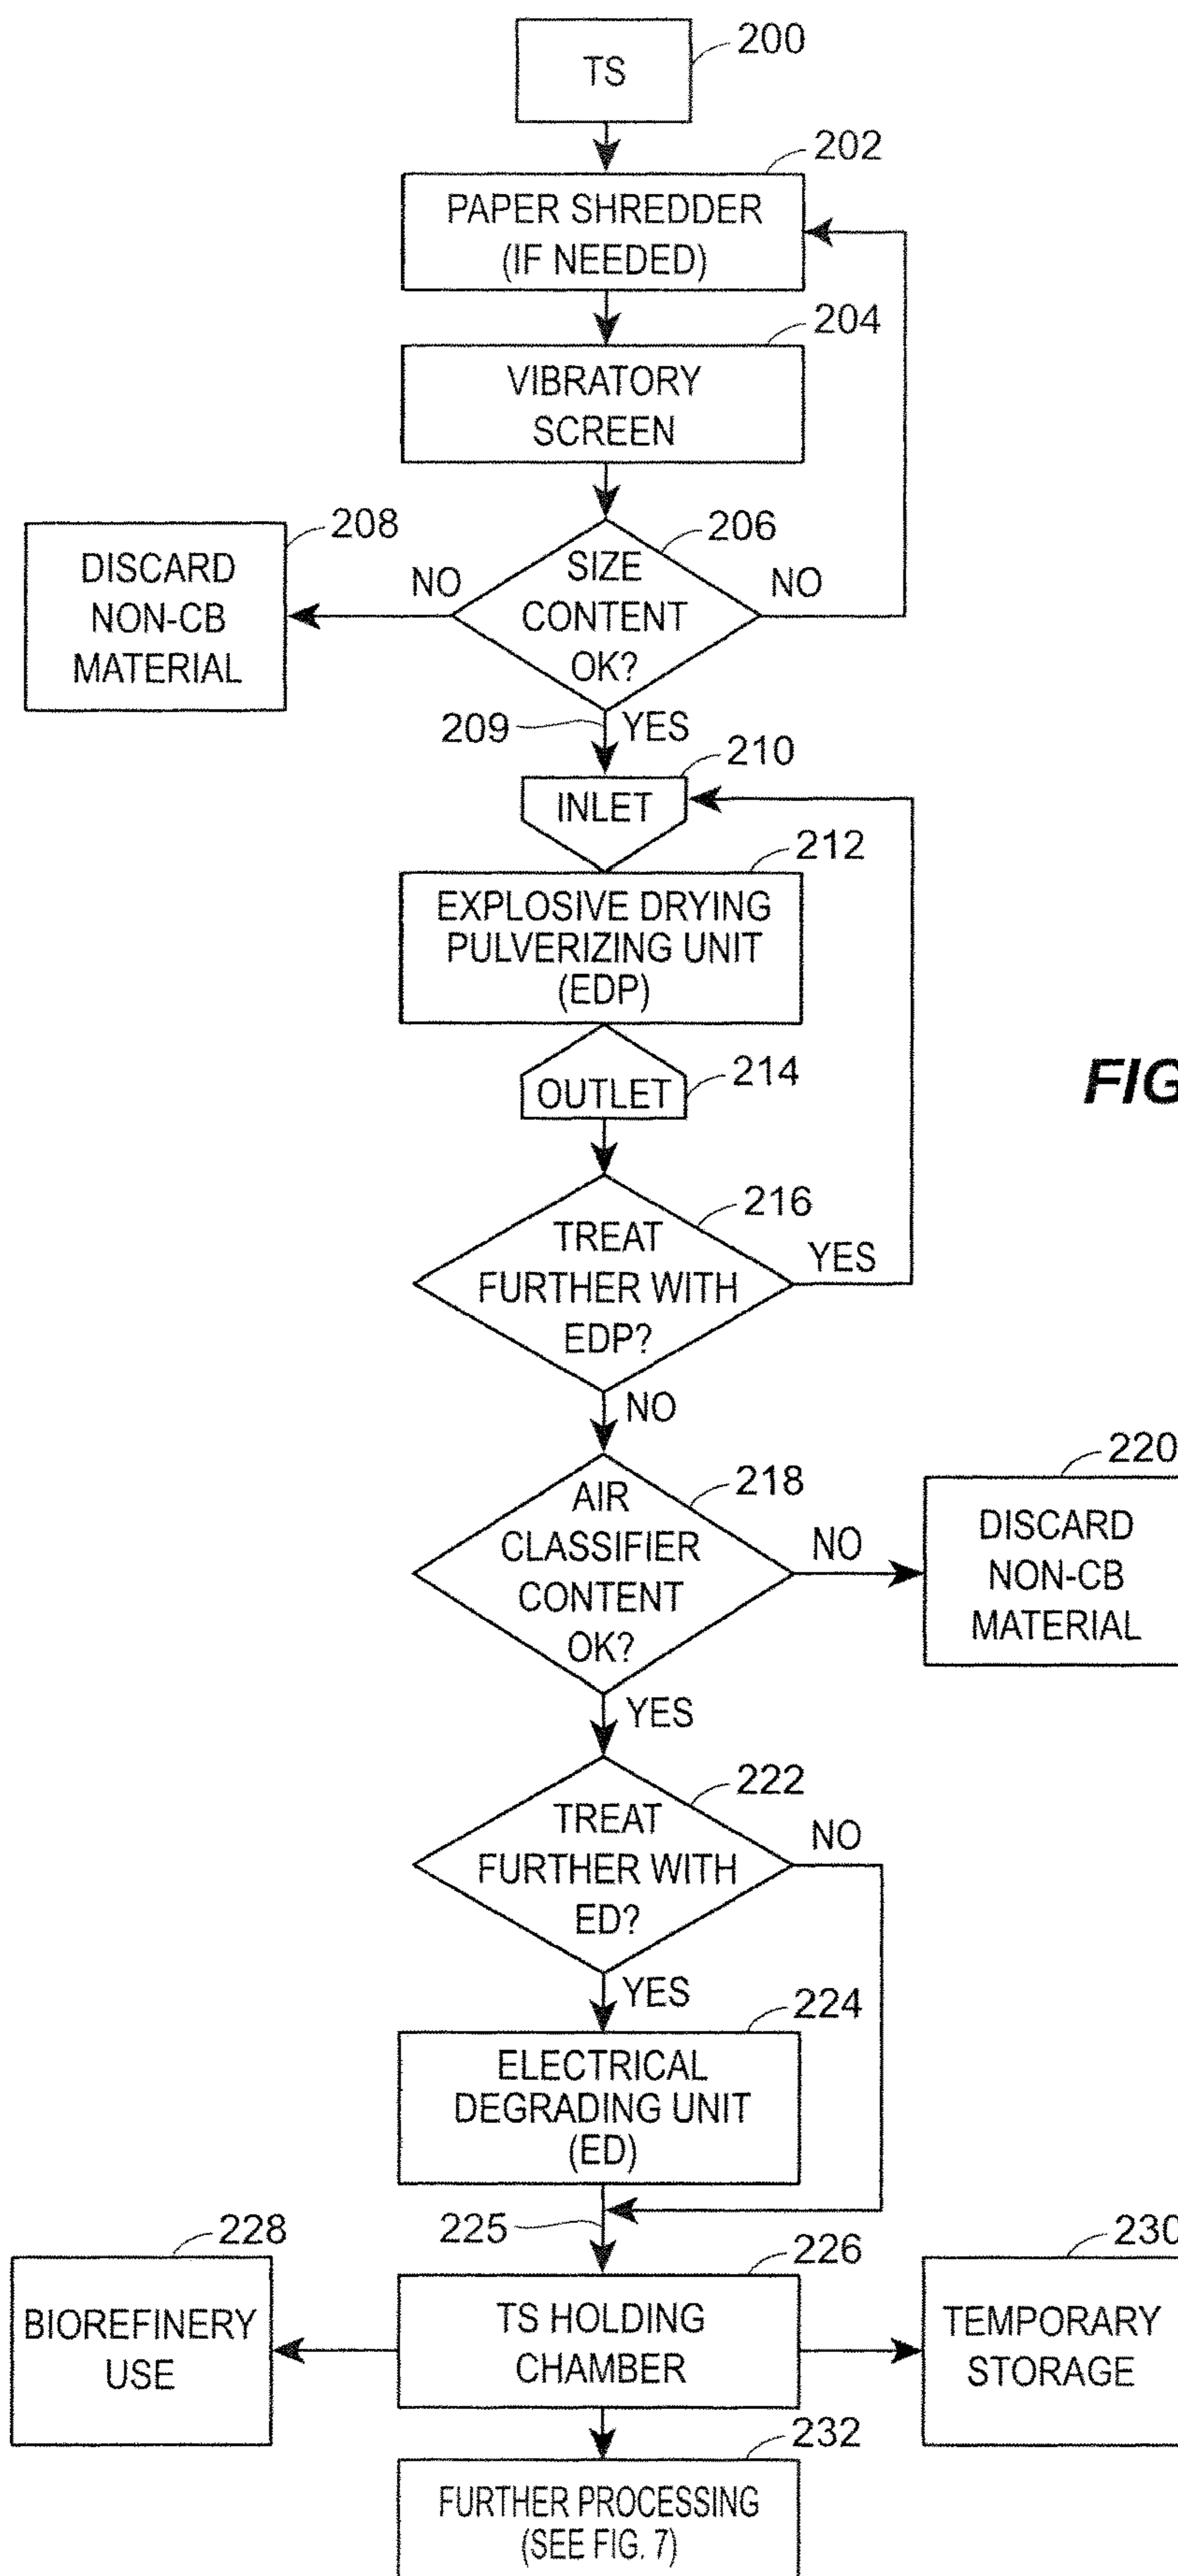 200
TS
202
PAPER SHREDDER
(IF NEEDED)
204
VIBRATORY
SCREEN
206
SIZE
CONTENT
OK?
NO
NO
208
DISCARD
NON-CB
MATERIAL
209
YES
210
INLET
212
EXPLOSIVE DRYING
PULVERIZING UNIT
(EDP)
214
OUTLET
FIG
216
TREAT
FURTHER WITH
EDP?
YES
NO
218
AIR
CLASSIFIER
CONTENT
OK?
NO
220
DISCARD
NON-CB
MATERIAL
YES
222
TREAT
FURTHER WITH
ED?
NO
YES
224
ELECTRICAL
DEGRADING UNIT
(ED)
225
226
TS HOLDING
CHAMBER
228
BIOREFINERY
USE
230
TEMPORARY
STORAGE
232
FURTHER PROCESSING
(SEE FIG. 7)